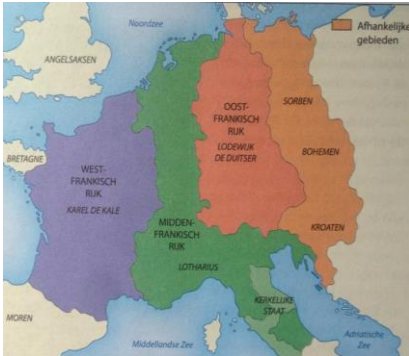 Noordzee
Afhankelijke
gebieden
ANGELSAKSEN
OOST-
FRANKISCH
RIJK
LODEWIJK
DE DUITSER
SORBEN
BOHEMEN
BRETAGNE
WEST-
FRANKISCH
RIJK
KAREL DE KALE
MIDDEN-
FRANKISCH
RIJK
LOTHARIUS
KROATEN
KERKELIJKE
STAAT
MOREN
Middellandse Zee
Adriatische
Zee